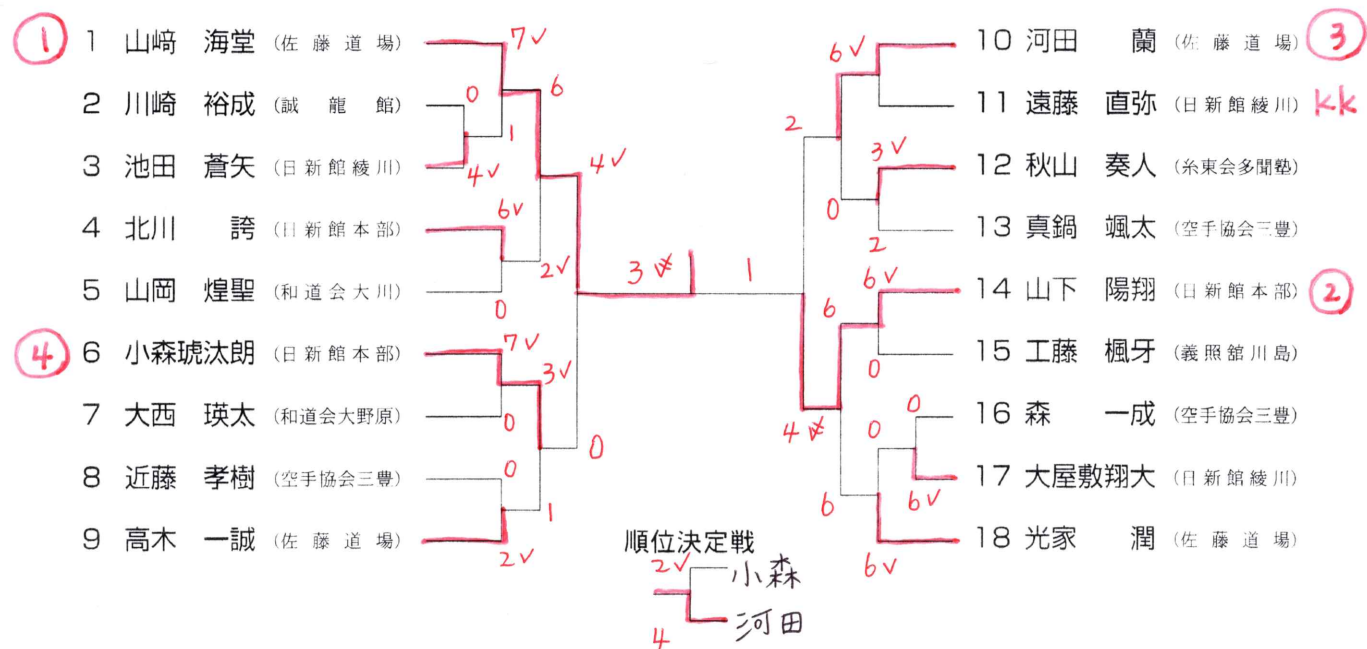 ① 1 山﨑 海堂 (佐藤道場)
2 川崎 裕成 (誠龍館)
3 池田 蒼矢 (日新館綾川)
4 北川 誇 (日新館本部)
5 山岡 煌聖 (和道会大川)
④ 6 小森琥汰朗 (日新館本部)
7 大西 瑛太 (和道会大野原)
8 近藤 孝樹 (空手協会三豊)
9 高木 一誠 (佐藤道場)
7✓
0
6
1
4✓
4✓
6✓
2✓
0
7✓
3✓
0
0
0
1
2✓
3
1
6✓
2
3✓
0
2
6✓
6
0
4
0
0
6✓
6
6✓
10 河田 蘭 (佐藤道場) ③
11 遠藤 直弥 (日新館綾川) KK
12 秋山 奏人 (糸東会多聞塾)
13 真鍋 颯太 (空手協会三豊)
14 山下 陽翔 (日新館本部) ②
15 工藤 楓牙 (義照館川島)
16 森 一成 (空手協会三豊)
17 大屋敷翔大 (日新館綾川)
18 光家 潤 (佐藤道場)
順位決定戦
2✓ 小森
4 河田